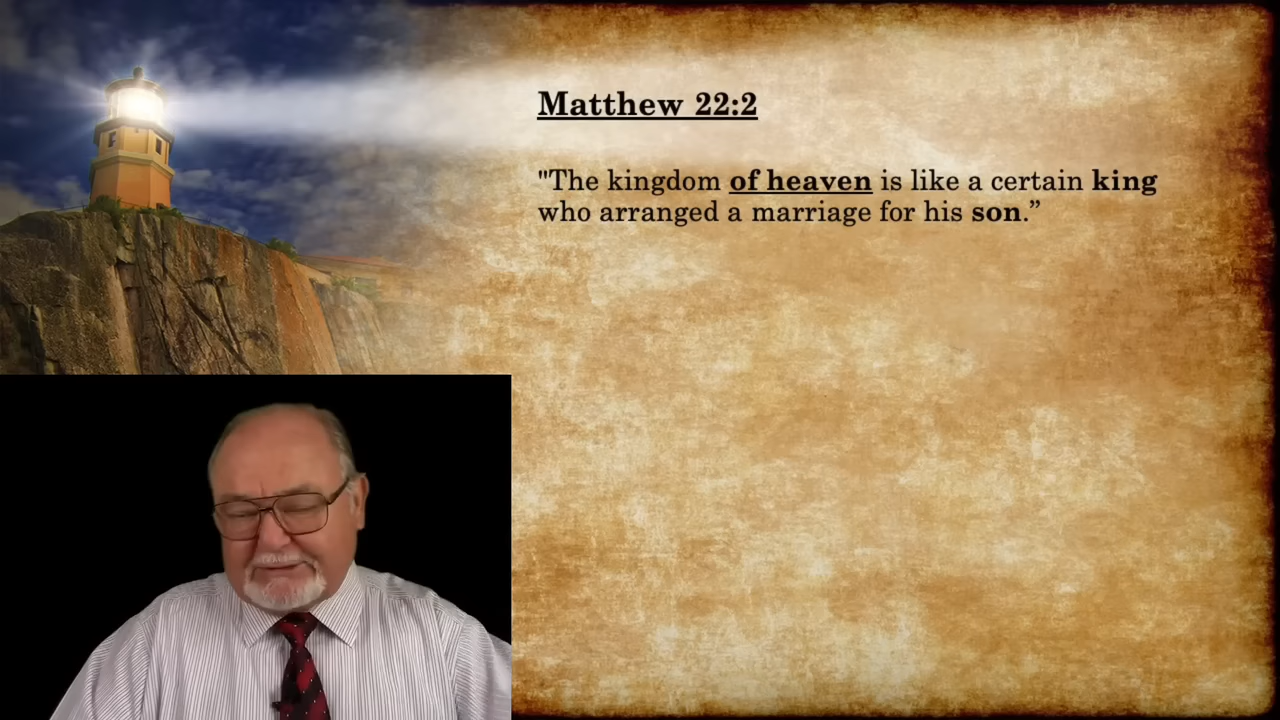 Matthew 22:2
"The kingdom of heaven is like a certain king
who arranged a marriage for his son.”